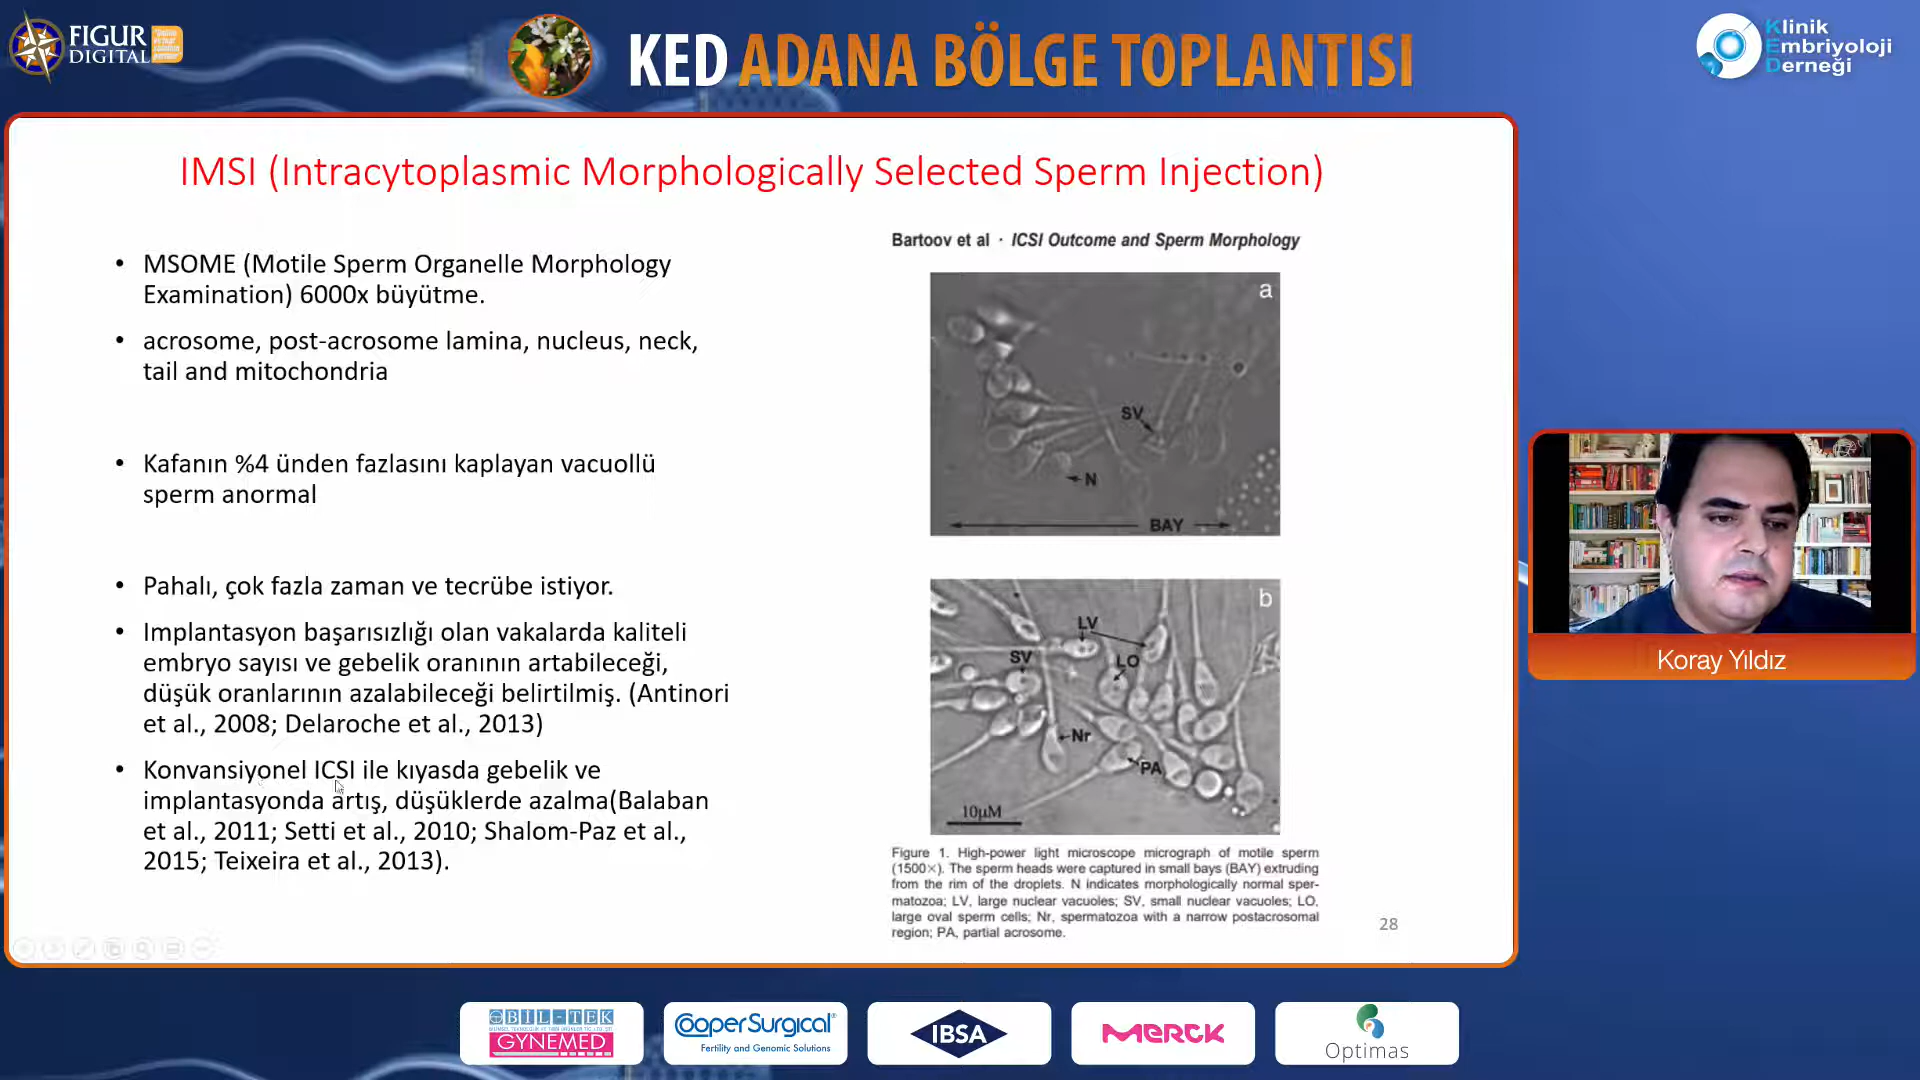 FIGUR
DIGITAL
KED ADANA BÖLGE TOPLANTISI
Klinik
Embriyoloji
Derneği
IMSI (Intracytoplasmic Morphologically Selected Sperm Injection)
• MSOME (Motile Sperm Organelle Morphology
Examination) 6000x büyütme.
• acrosome, post-acrosome lamina, nucleus, neck,
tail and mitochondria
• Kafanın %4 ünden fazlasını kaplayan vacuollü
sperm anormal
• Pahalı, çok fazla zaman ve tecrübe istiyor.
• Implantasyon başarısızlığı olan vakalarda kaliteli
embryo sayısı ve gebelik oranının artabileceği,
düşük oranlarının azalabileceği belirtilmiş. (Antinori
et al., 2008; Delaroche et al., 2013)
• Konvansiyonel ICSI ile kıyasda gebelik ve
implantasyonda artış, düşüklerde azalma(Balaban
et al., 2011; Setti et al., 2010; Shalom-Paz et al.,
2015; Teixeira et al., 2013).
Bartoov et al · ICSI Outcome and Sperm Morphology
a
SV
N
BAY
b
LV
SV
LO
Nr
PA
10µM
Figure 1. High-power light microscope micrograph of motile sperm
(1500×). The sperm heads were captured in small bays (BAY) extruding
from the rim of the droplets. N indicates morphologically normal sper-
matozoa; LV, large nuclear vacuoles; SV, small nuclear vacuoles; LO,
large oval sperm cells; Nr, spermatozoa with a narrow postacrosomal
region; PA, partial acrosome.
28
Koray Yıldız
BİL-TEK
GYNEMED
CooperSurgical
Fertility and Genomic Solutions
IBSA
MERCK
Optimas